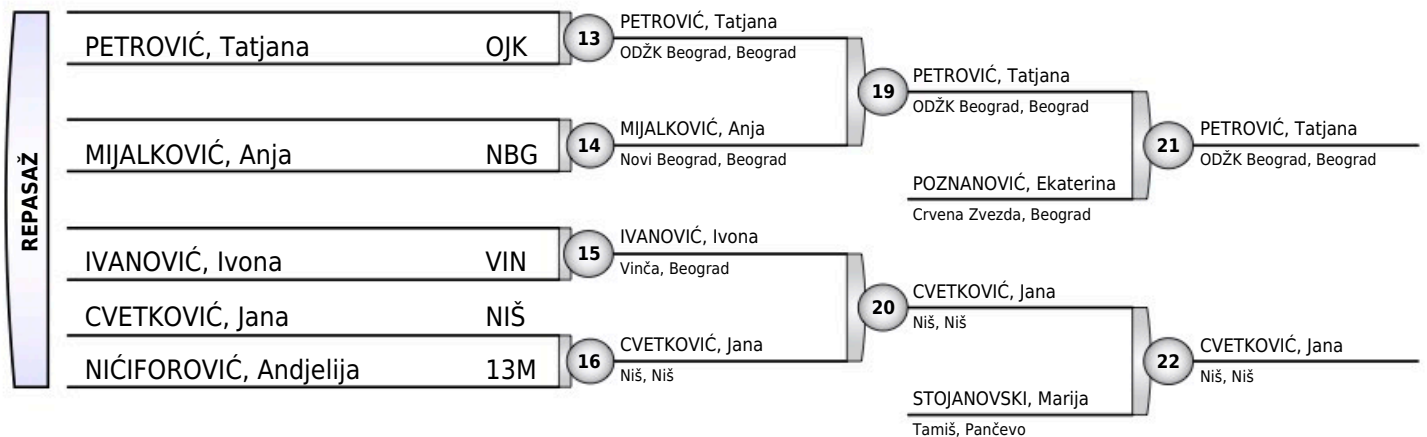 REPASAŽ
PETROVIĆ, Tatjana OJK
MIJALKOVIĆ, Anja NBG
IVANOVIĆ, Ivona VIN
CVETKOVIĆ, Jana NIŠ
NIĆIFOROVIĆ, Andjelija 13M
13
PETROVIĆ, Tatjana
ODŽK Beograd, Beograd
14
MIJALKOVIĆ, Anja
Novi Beograd, Beograd
15
IVANOVIĆ, Ivona
Vinča, Beograd
16
CVETKOVIĆ, Jana
Niš, Niš
19
PETROVIĆ, Tatjana
ODŽK Beograd, Beograd
POZNANOVIĆ, Ekaterina
Crvena Zvezda, Beograd
20
CVETKOVIĆ, Jana
Niš, Niš
STOJANOVSKI, Marija
Tamiš, Pančevo
21
PETROVIĆ, Tatjana
ODŽK Beograd, Beograd
22
CVETKOVIĆ, Jana
Niš, Niš